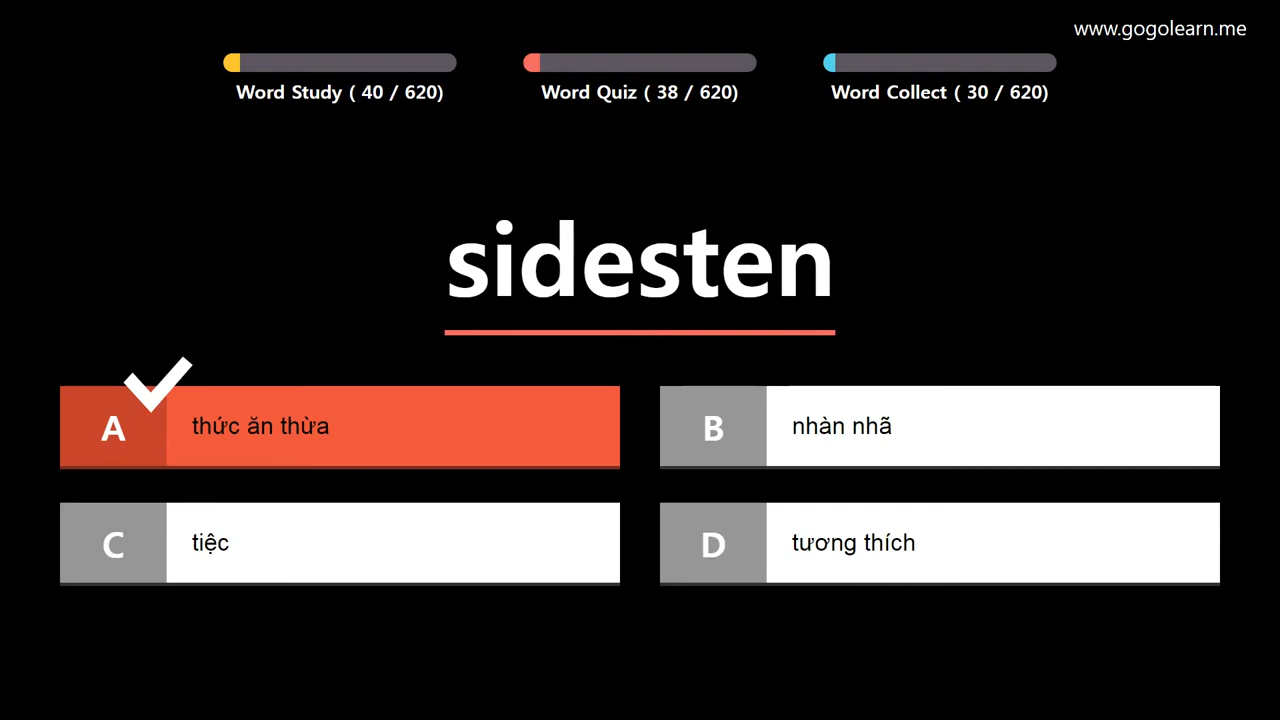 www.gogolearn.me
Word Study ( 40 / 620)
Word Quiz ( 38 / 620)
Word Collect ( 30 / 620)
sidesten
A
thức ăn thừa
B
nhàn nhã
C
tiệc
D
tương thích